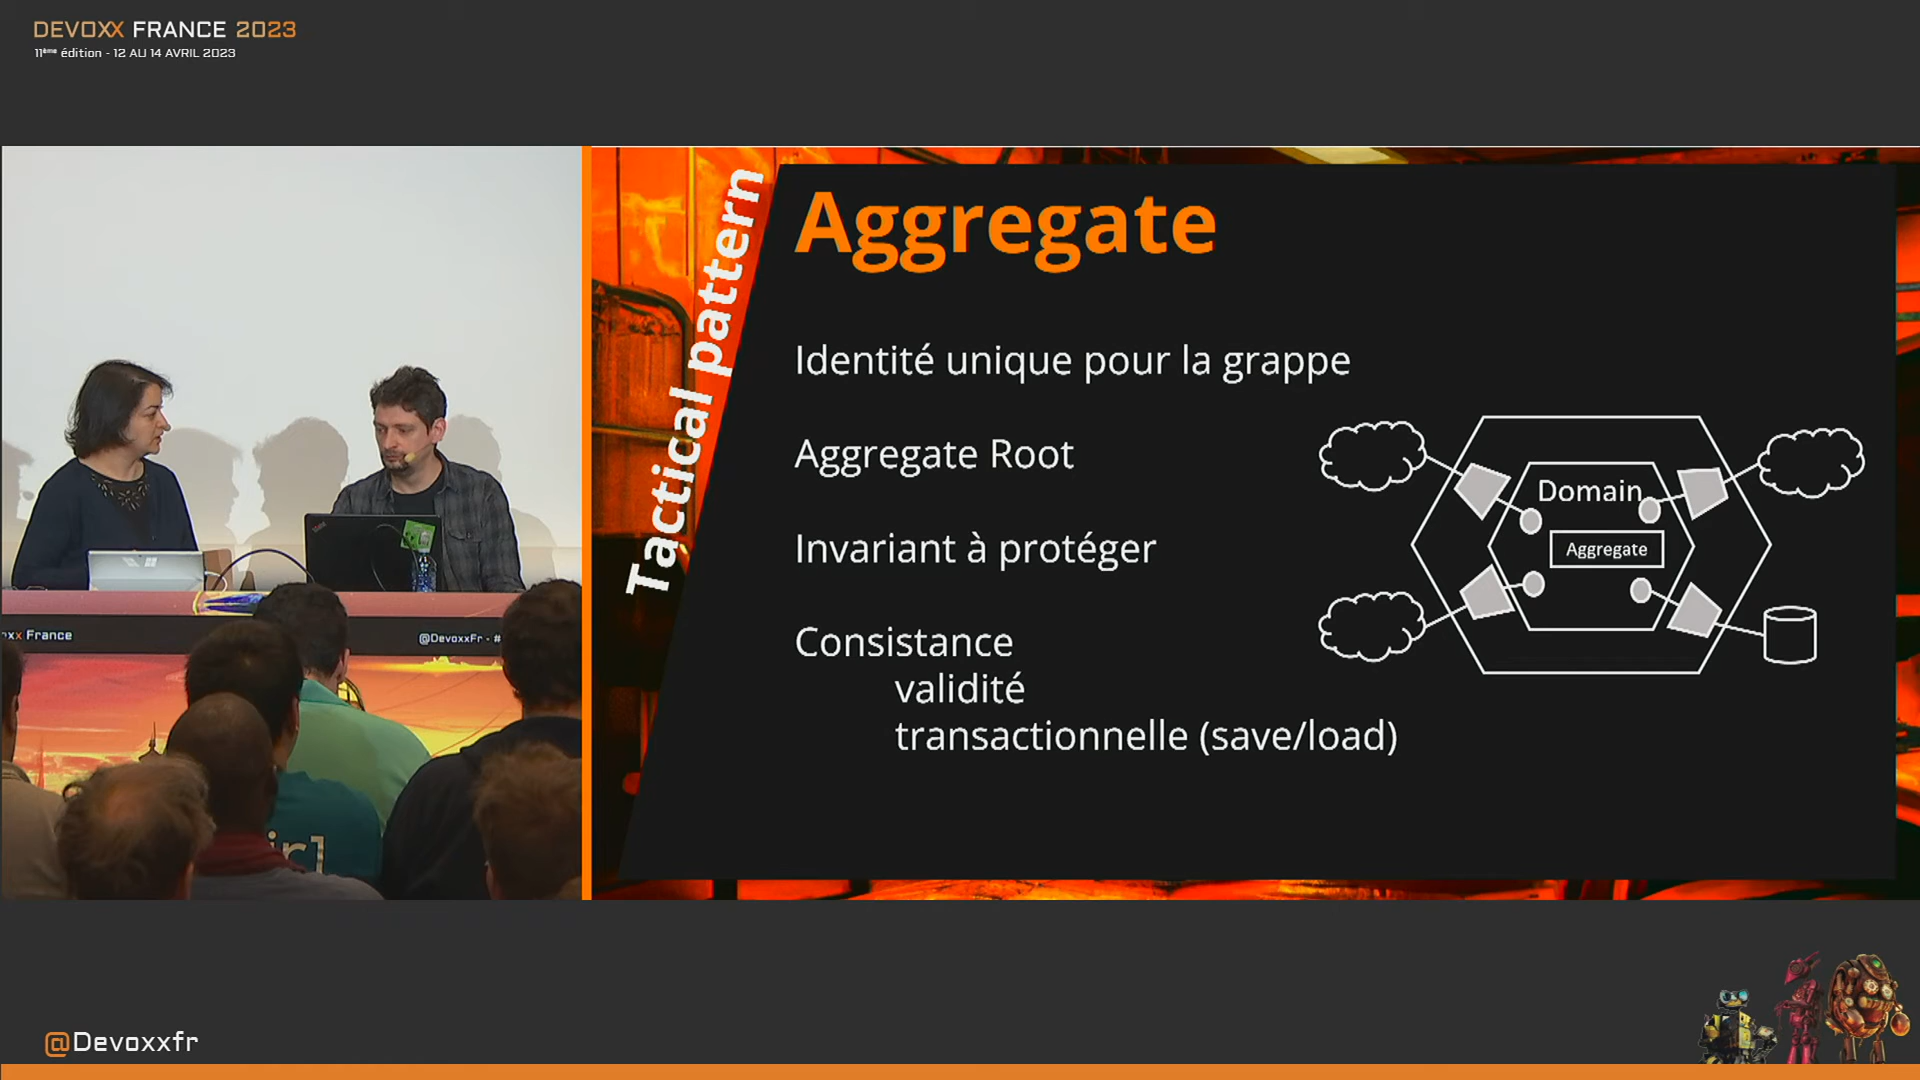 DEVOXX FRANCE 2023
11ème édition - 12 AU 14 AVRIL 2023
Tactical pattern
Aggregate
Identité unique pour la grappe
Aggregate Root
Invariant à protéger
Consistance
validité
transactionnelle (save/load)
Domain
Aggregate
xx France
@DevoxxFr - #
ir]
@Devoxxfr